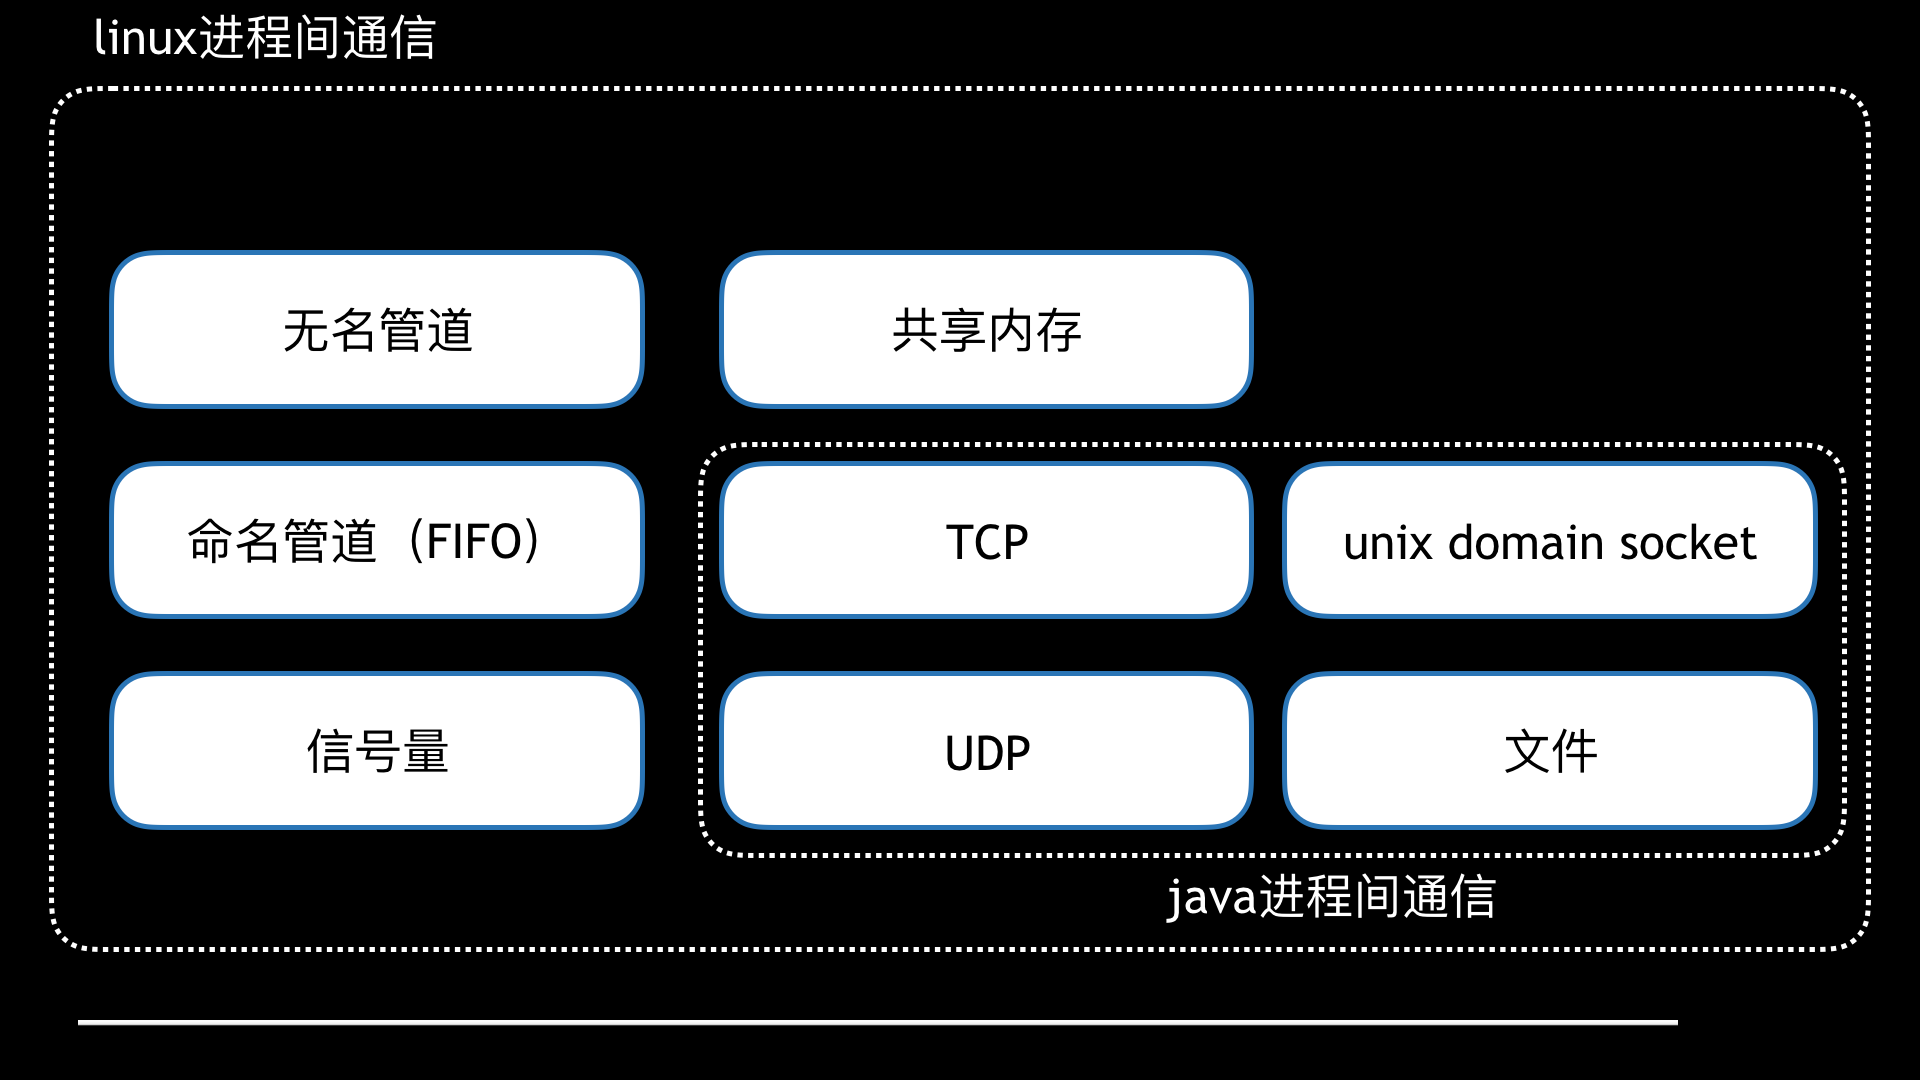 linux进程间通信
无名管道
共享内存
命名管道（FIFO）
TCP
unix domain socket
信号量
UDP
文件
java进程间通信